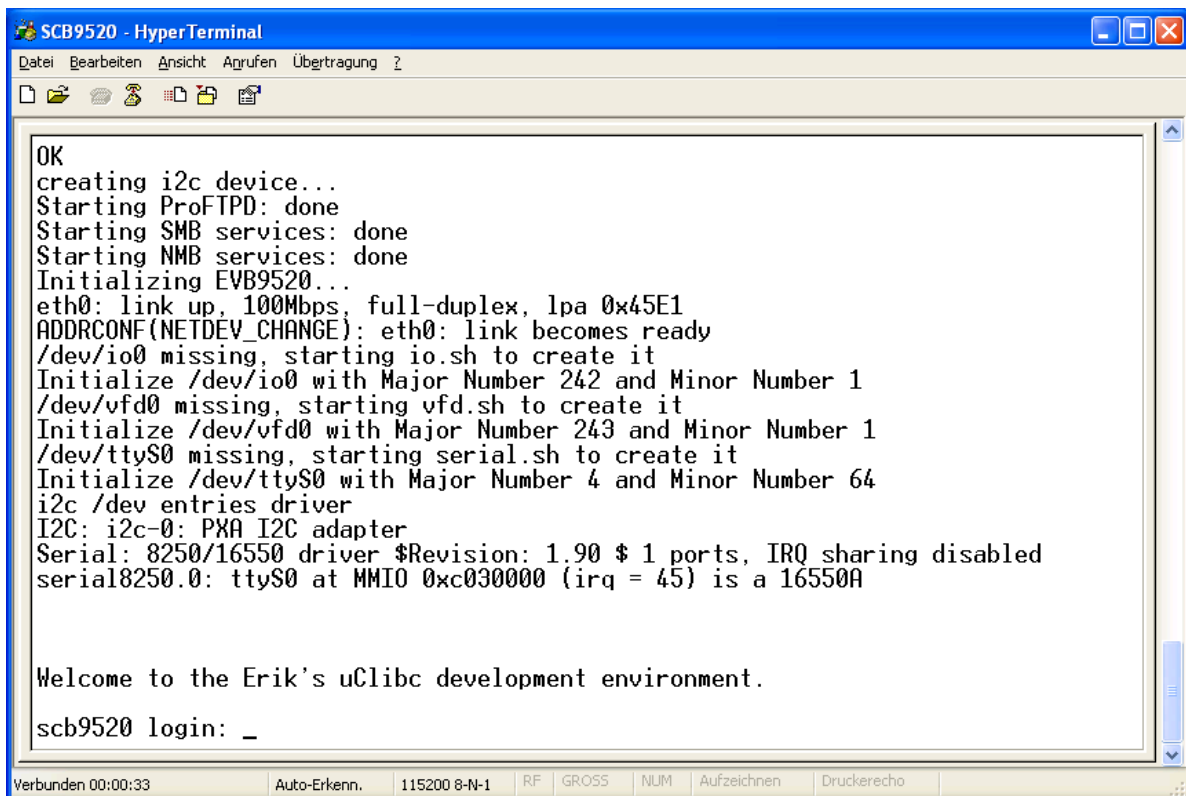 SCB9520 - HyperTerminal
Datei Bearbeiten Ansicht Anrufen Übertragung ?
OK
creating i2c device...
Starting ProFTPD: done
Starting SMB services: done
Starting NMB services: done
Initializing EVB9520...
eth0: link up, 100Mbps, full-duplex, lpa 0x45E1
ADDRCONF(NETDEV_CHANGE): eth0: link becomes ready
/dev/io0 missing, starting io.sh to create it
Initialize /dev/io0 with Major Number 242 and Minor Number 1
/dev/vfd0 missing, starting vfd.sh to create it
Initialize /dev/vfd0 with Major Number 243 and Minor Number 1
/dev/ttyS0 missing, starting serial.sh to create it
Initialize /dev/ttyS0 with Major Number 4 and Minor Number 64
i2c /dev entries driver
I2C: i2c-0: PXA I2C adapter
Serial: 8250/16550 driver $Revision: 1.90 $ 1 ports, IRQ sharing disabled
serial8250.0: ttyS0 at MMIO 0xc030000 (irq = 45) is a 16550A
Welcome to the Erik's uClibc development environment.
scb9520 login: _
Verbunden 00:00:33 Auto-Erkenn. 115200 8-N-1 RF GROSS NUM Aufzeichnen Druckerecho